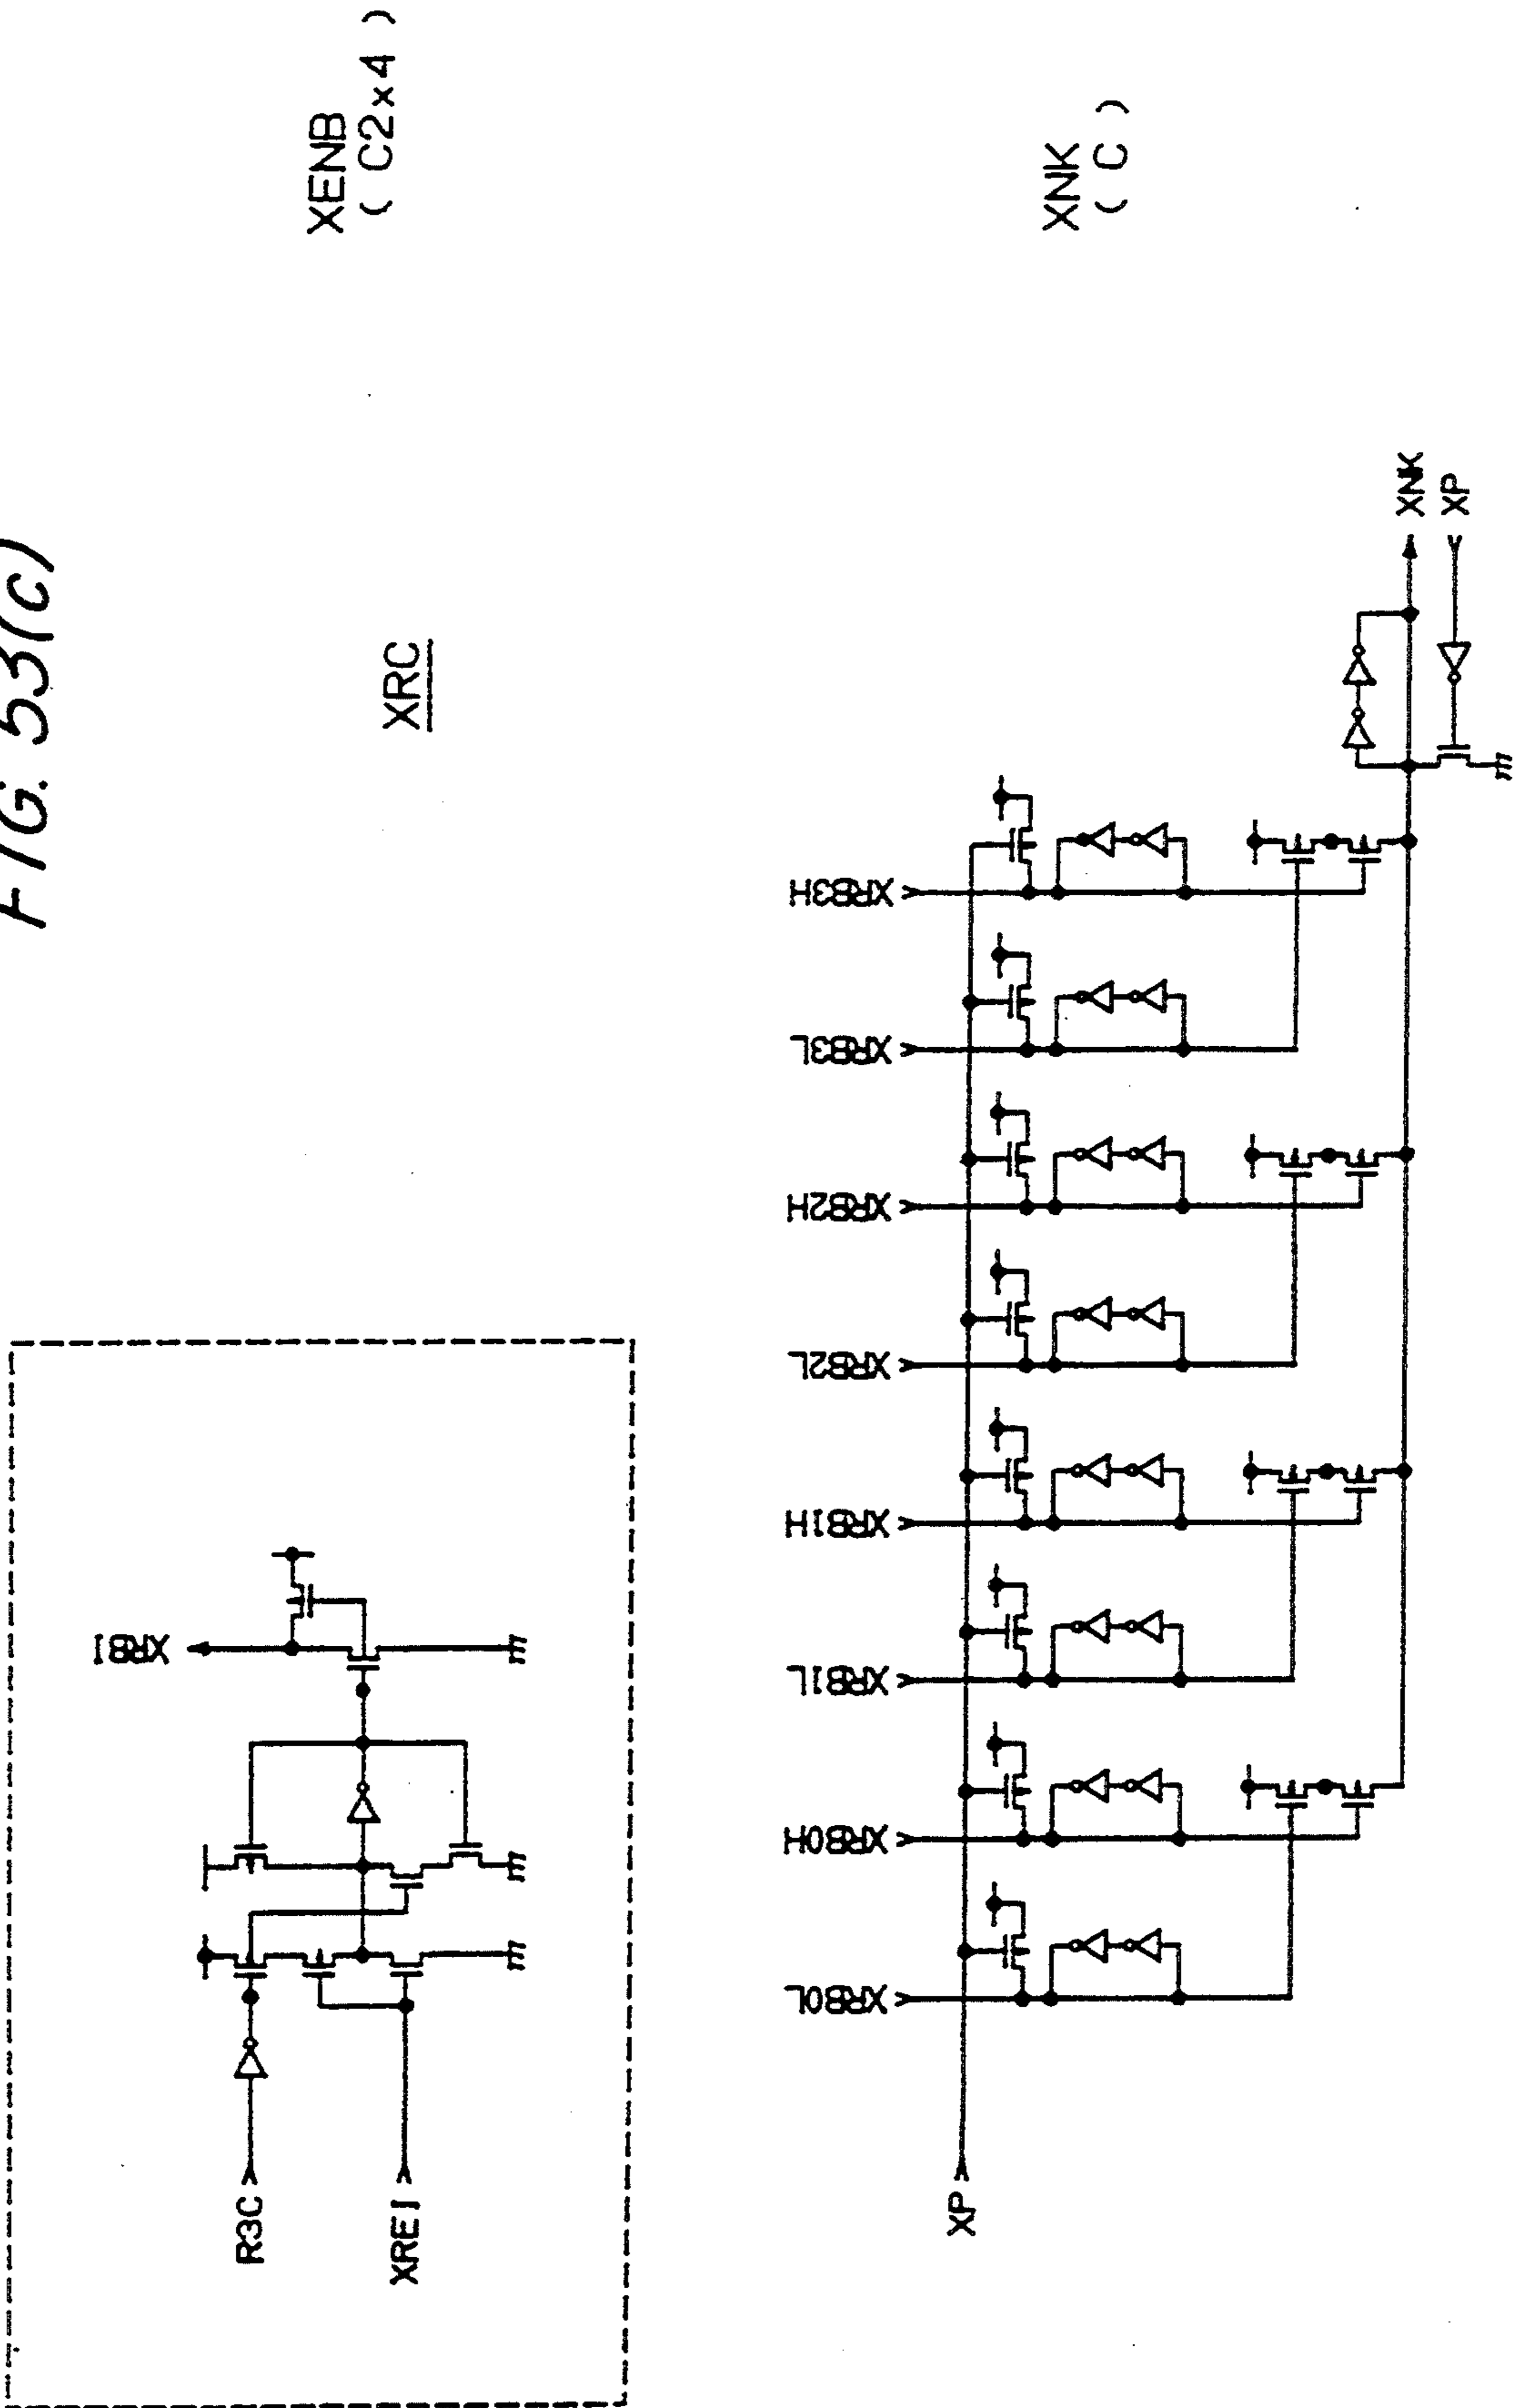 FIG. 53(c)
XRC
XENB
( C2×4 )
R3C
XREI
XRBI
XNK
( C )
XP
XRB0L
XRB0H
XRB1L
XRB1H
XRB2L
XRB2H
XRB3L
XRB3H
XNK
XP